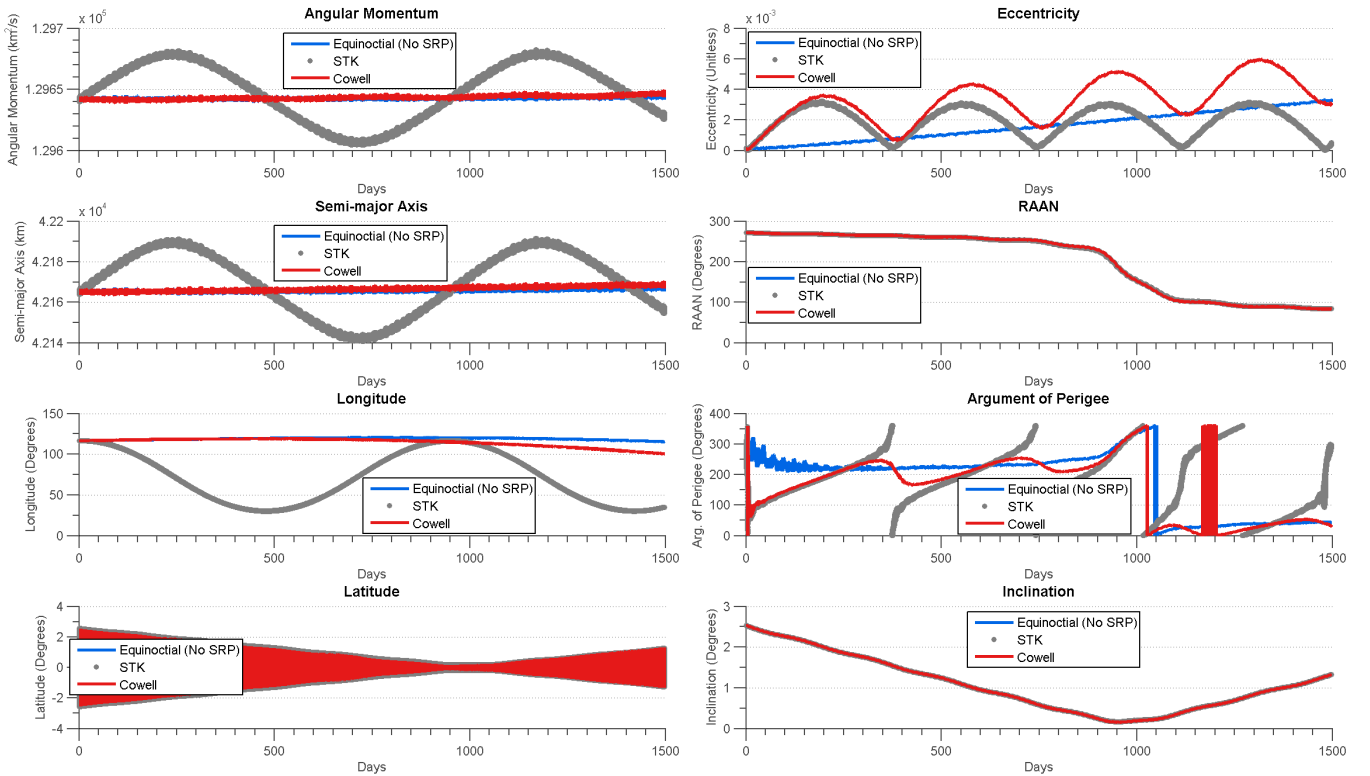 Angular Momentum
x 10⁵
1.297
1.2965
1.296
Angular Momentum (km²/s)
Equinoctial (No SRP)
STK
Cowell
0 500 1000 1500
Days
Eccentricity
x 10⁻³
8
6
4
2
0
Eccentricity (Unitless)
Equinoctial (No SRP)
STK
Cowell
0 500 1000 1500
Days
Semi-major Axis
x 10⁴
4.22
4.218
4.216
4.214
Semi-major Axis (km)
Equinoctial (No SRP)
STK
Cowell
0 500 1000 1500
Days
RAAN
300
200
100
0
RAAN (Degrees)
Equinoctial (No SRP)
STK
Cowell
0 500 1000 1500
Days
Longitude
150
100
50
0
Longitude (Degrees)
Equinoctial (No SRP)
STK
Cowell
0 500 1000 1500
Days
Argument of Perigee
400
300
200
100
0
Arg. of Perigee (Degrees)
Equinoctial (No SRP)
STK
Cowell
0 500 1000 1500
Days
Latitude
4
2
0
-2
-4
Latitude (Degrees)
Equinoctial (No SRP)
STK
Cowell
0 500 1000 1500
Days
Inclination
3
2
1
0
Inclination (Degrees)
Equinoctial (No SRP)
STK
Cowell
0 500 1000 1500
Days